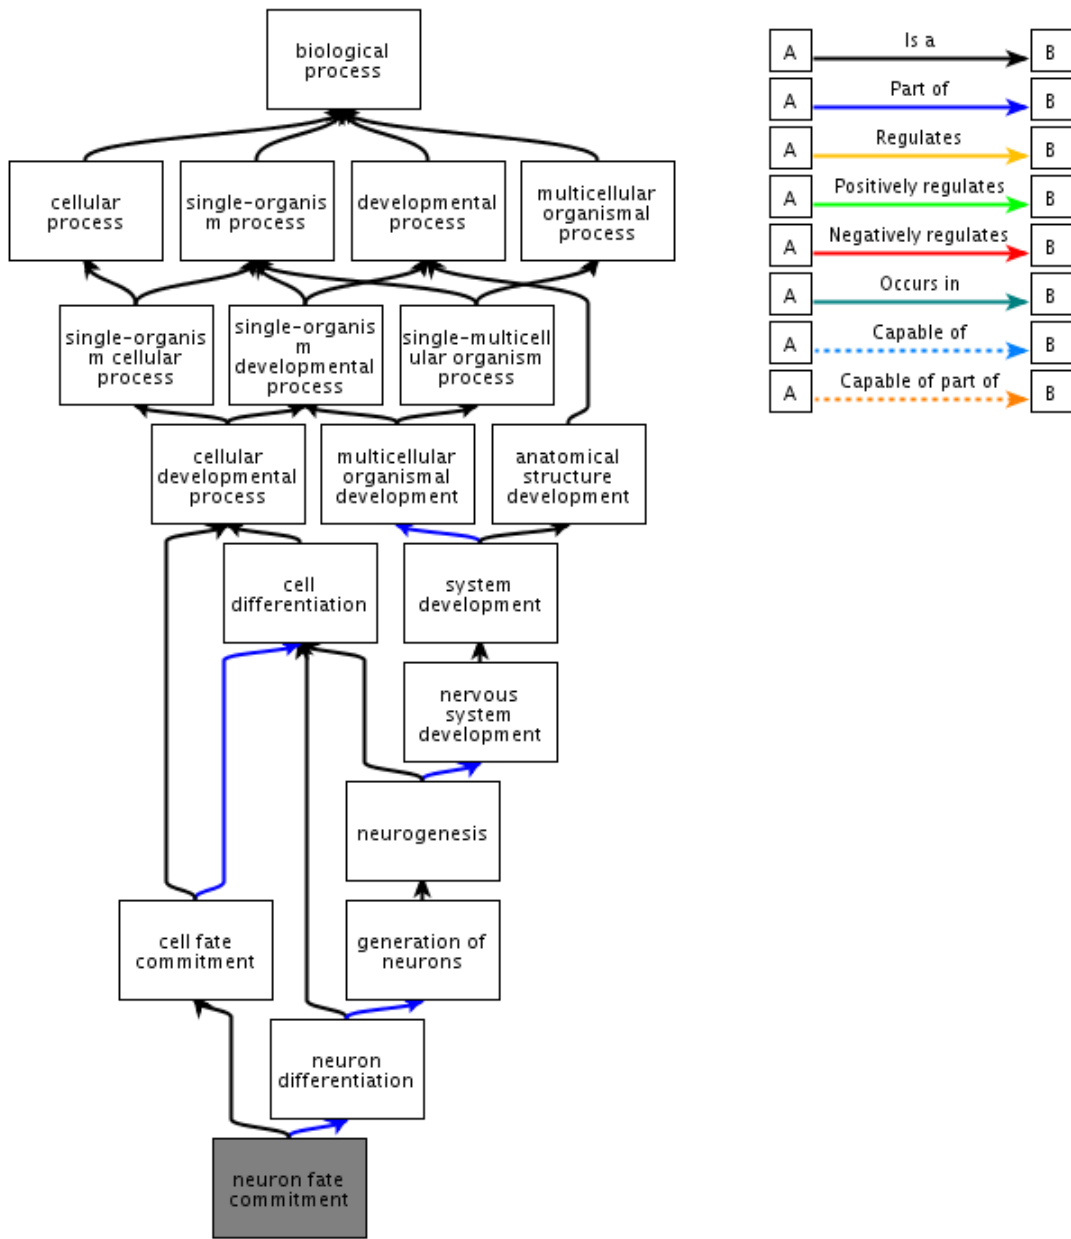 biological
process
cellular
process
single-organis
m process
developmental
process
multicellular
organismal
process
single-organis
m cellular
process
single-organis
m
developmental
process
single-multicell
ular organism
process
cellular
developmental
process
multicellular
organismal
development
anatomical
structure
development
cell
differentiation
system
development
nervous
system
development
neurogenesis
cell fate
commitment
generation of
neurons
neuron
differentiation
neuron fate
commitment
A Is a B
A Part of B
A Regulates B
A Positively regulates B
A Negatively regulates B
A Occurs in B
A Capable of B
A Capable of part of B